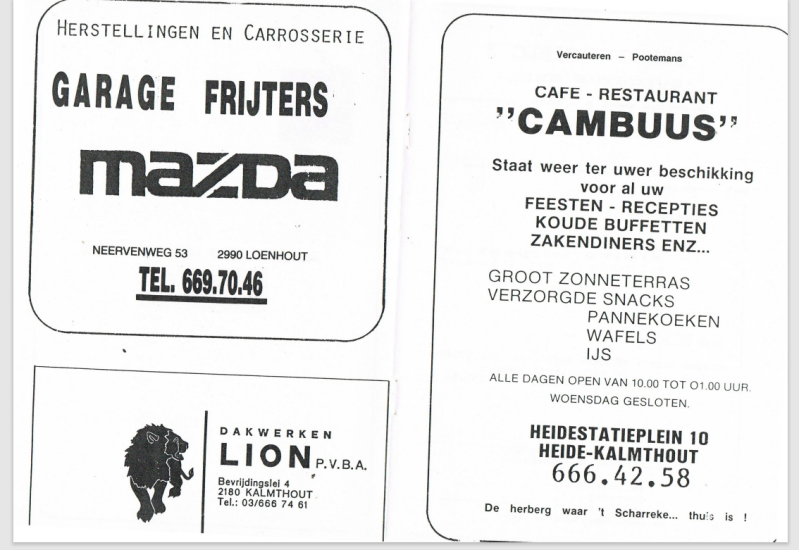 HERSTELLINGEN EN CARROSSERIE
GARAGE FRIJTERS
mazDa
NEERVENWEG 53 2990 LOENHOUT
TEL. 669.70.46
DAKWERKEN
LION P.V.B.A.
Bevrijdingslei 4
2180 KALMTHOUT
Tel.: 03/666 74 61
Vercauteren – Pootemans
CAFE - RESTAURANT
"CAMBUUS"
Staat weer ter uwer beschikking
voor al uw
FEESTEN - RECEPTIES
KOUDE BUFFETTEN
ZAKENDINERS ENZ...
GROOT ZONNETERRAS
VERZORGDE SNACKS
PANNEKOEKEN
WAFELS
IJS
ALLE DAGEN OPEN VAN 10.00 TOT O1.00 UUR.
WOENSDAG GESLOTEN.
HEIDESTATIEPLEIN 10
HEIDE-KALMTHOUT
666.42.58
De herberg waar 't Scharreke... thuis is !